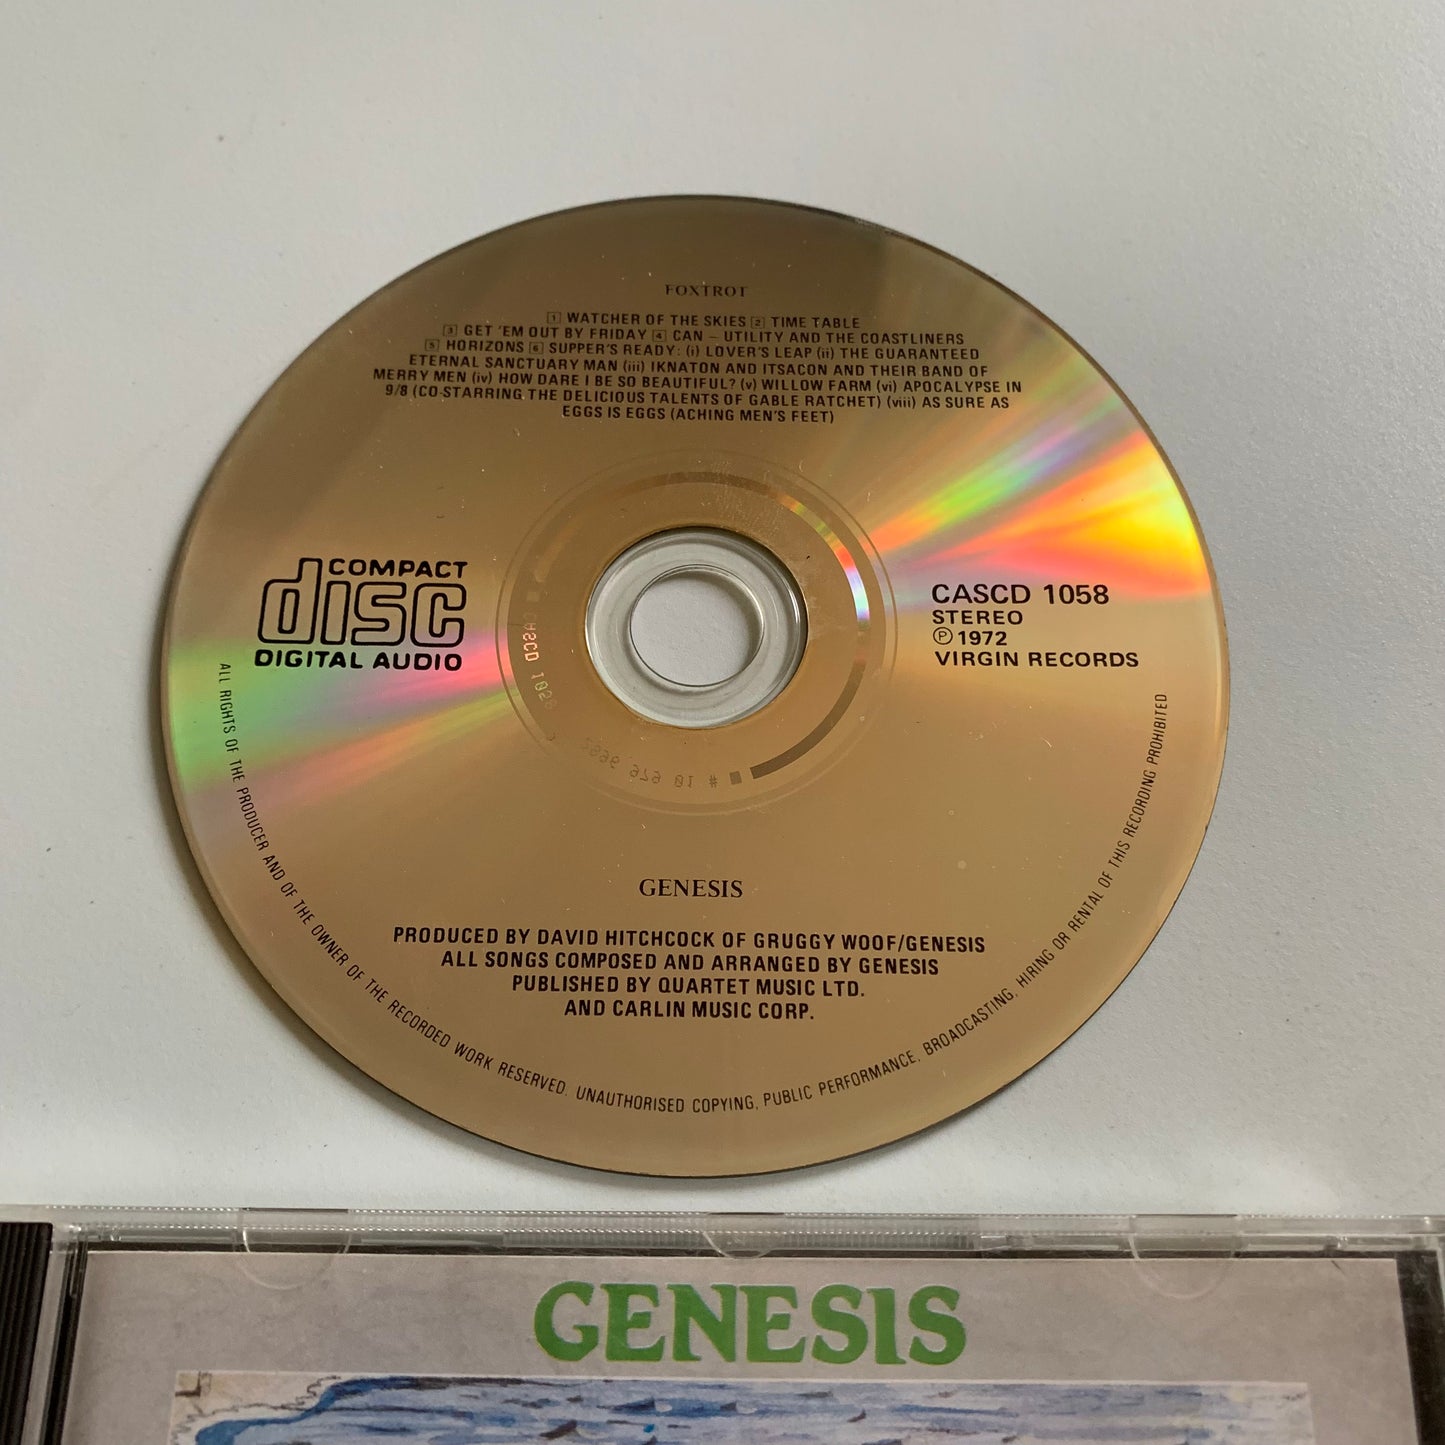 FOXTROT
1 WATCHER OF THE SKIES 2 TIME TABLE
3 GET 'EM OUT BY FRIDAY 4 CAN – UTILITY AND THE COASTLINERS
5 HORIZONS 6 SUPPER'S READY: (i) LOVER'S LEAP (ii) THE GUARANTEED
ETERNAL SANCTUARY MAN (iii) IKNATON AND ITSACON AND THEIR BAND OF
MERRY MEN (iv) HOW DARE I BE SO BEAUTIFUL? (v) WILLOW FARM (vi) APOCALYPSE IN
9/8 (CO-STARRING THE DELICIOUS TALENTS OF GABLE RATCHET) (viii) AS SURE AS
EGGS IS EGGS (ACHING MEN'S FEET)
COMPACT
disc
DIGITAL AUDIO
CASCD 1058
STEREO
℗ 1972
VIRGIN RECORDS
GENESIS
PRODUCED BY DAVID HITCHCOCK OF GRUGGY WOOF/GENESIS
ALL SONGS COMPOSED AND ARRANGED BY GENESIS
PUBLISHED BY QUARTET MUSIC LTD.
AND CARLIN MUSIC CORP.
ALL RIGHTS OF THE PRODUCER AND OF THE OWNER OF THE RECORDED WORK RESERVED. UNAUTHORISED COPYING, PUBLIC PERFORMANCE, BROADCASTING, HIRING OR RENTAL OF THIS RECORDING PROHIBITED
GENESIS